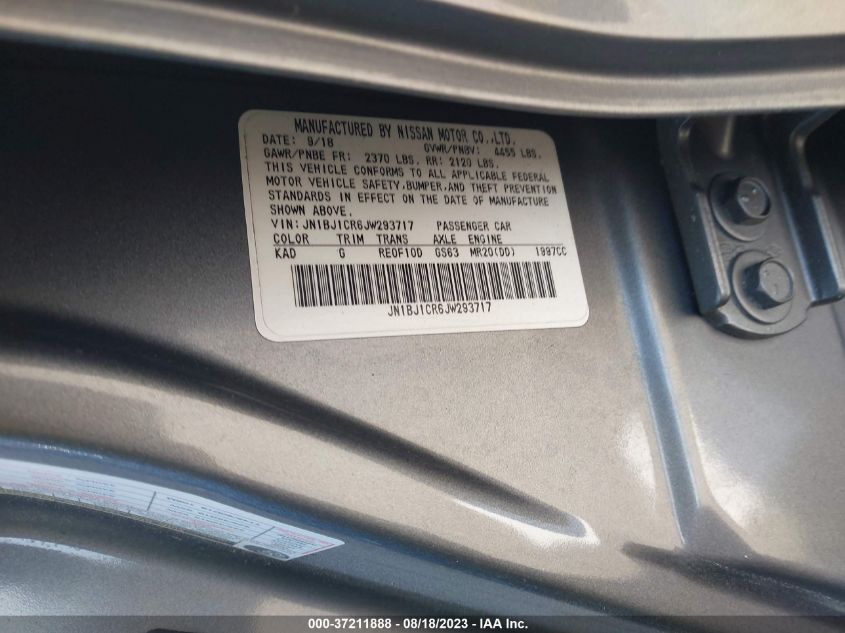 MANUFACTURED BY NISSAN MOTOR CO.,LTD.
DATE: 9/18 GVWR/PNBV: 4455 LBS.
GAWR/PNBE FR: 2370 LBS. RR: 2120 LBS.
THIS VEHICLE CONFORMS TO ALL APPLICABLE FEDERAL
MOTOR VEHICLE SAFETY,BUMPER,AND THEFT PREVENTION
STANDARDS IN EFFECT ON THE DATE OF MANUFACTURE
SHOWN ABOVE.
VIN: JN1BJ1CR6JW293717 PASSENGER CAR
COLOR TRIM TRANS AXLE ENGINE
KAD G RE0F10D GS63 MR20(DD) 1997CC
JN1BJ1CR6JW293717
000-37211888 - 08/18/2023 - IAA Inc.